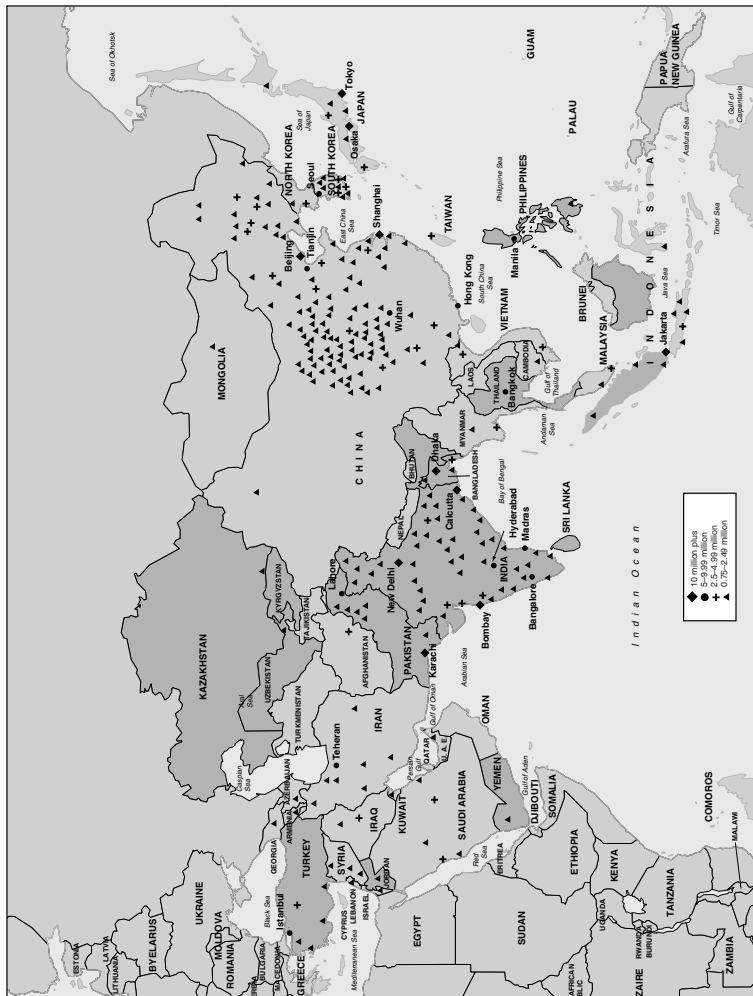 Sea of Okhotsk
ESTONIA
LATVIA
LITHUANIA
BYELARUS
UKRAINE
MOLDOVA
ROMANIA
BULGARIA
MACEDONIA
GREECE
Black Sea
Istanbul
TURKEY
GEORGIA
ARMENIA
AZERBAIJAN
Caspian
Sea
Aral
Sea
KAZAKHSTAN
UZBEKISTAN
TURKMENISTAN
KYRGYZSTAN
TAJIKISTAN
MONGOLIA
CHINA
Beijing
Tianjin
NORTH KOREA
Seoul
SOUTH KOREA
Sea of
Japan
Tokyo
JAPAN
Osaka
East China
Sea
Shanghai
Wuhan
TAIWAN
Hong Kong
South China
Sea
CYPRUS
Mediterranean Sea
LEBANON
ISRAEL
SYRIA
JORDAN
IRAQ
KUWAIT
IRAN
Teheran
AFGHANISTAN
PAKISTAN
Lahore
Karachi
New Delhi
NEPAL
BHUTAN
Dhaka
BANGLADESH
Calcutta
INDIA
Bombay
Hyderabad
Bangalore
Madras
SRI LANKA
Bay of Bengal
Arabian Sea
Gulf of Oman
Persian
Gulf
QATAR
U. A. E.
OMAN
SAUDI ARABIA
YEMEN
Red
Sea
Gulf of Aden
EGYPT
SUDAN
ERITREA
DJIBOUTI
SOMALIA
ETHIOPIA
KENYA
UGANDA
RWANDA
BURUNDI
TANZANIA
ZAIRE
ZAMBIA
MALAWI
COMOROS
AFRICAN
BLIC
MYANMAR
LAOS
THAILAND
Bangkok
CAMBODIA
VIETNAM
Gulf of
Thailand
Andaman
Sea
MALAYSIA
BRUNEI
INDONESIA
Jakarta
Java Sea
Manila
PHILIPPINES
Philippine Sea
PALAU
GUAM
PAPUA
NEW GUINEA
Arafura Sea
Gulf of
Carpentaria
Timor Sea
Indian Ocean
10 million plus
5–9.99 million
2.5–4.99 million
0.75–2.49 million